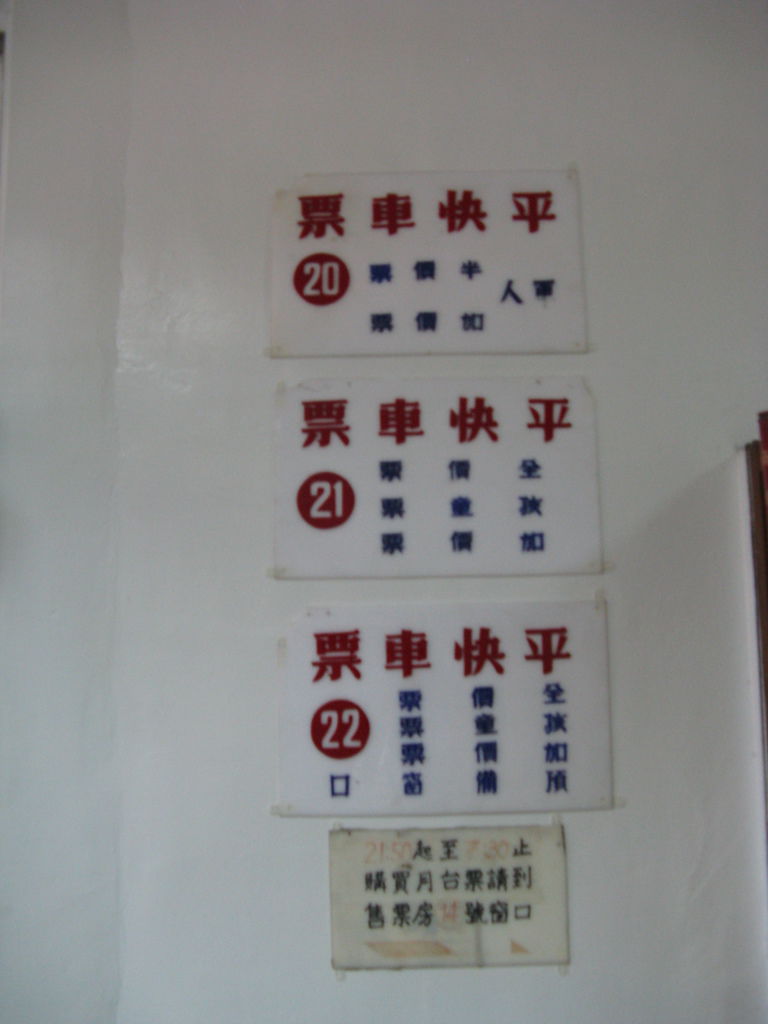 平快車票
軍人 半價票 20
加價票
平快車票
全價票
孩童票 21
加價票
平快車票
全價票
孩童票 22
加價票
預備窗口
21:50起至7:30止
購買月台票請到
售票房14號窗口